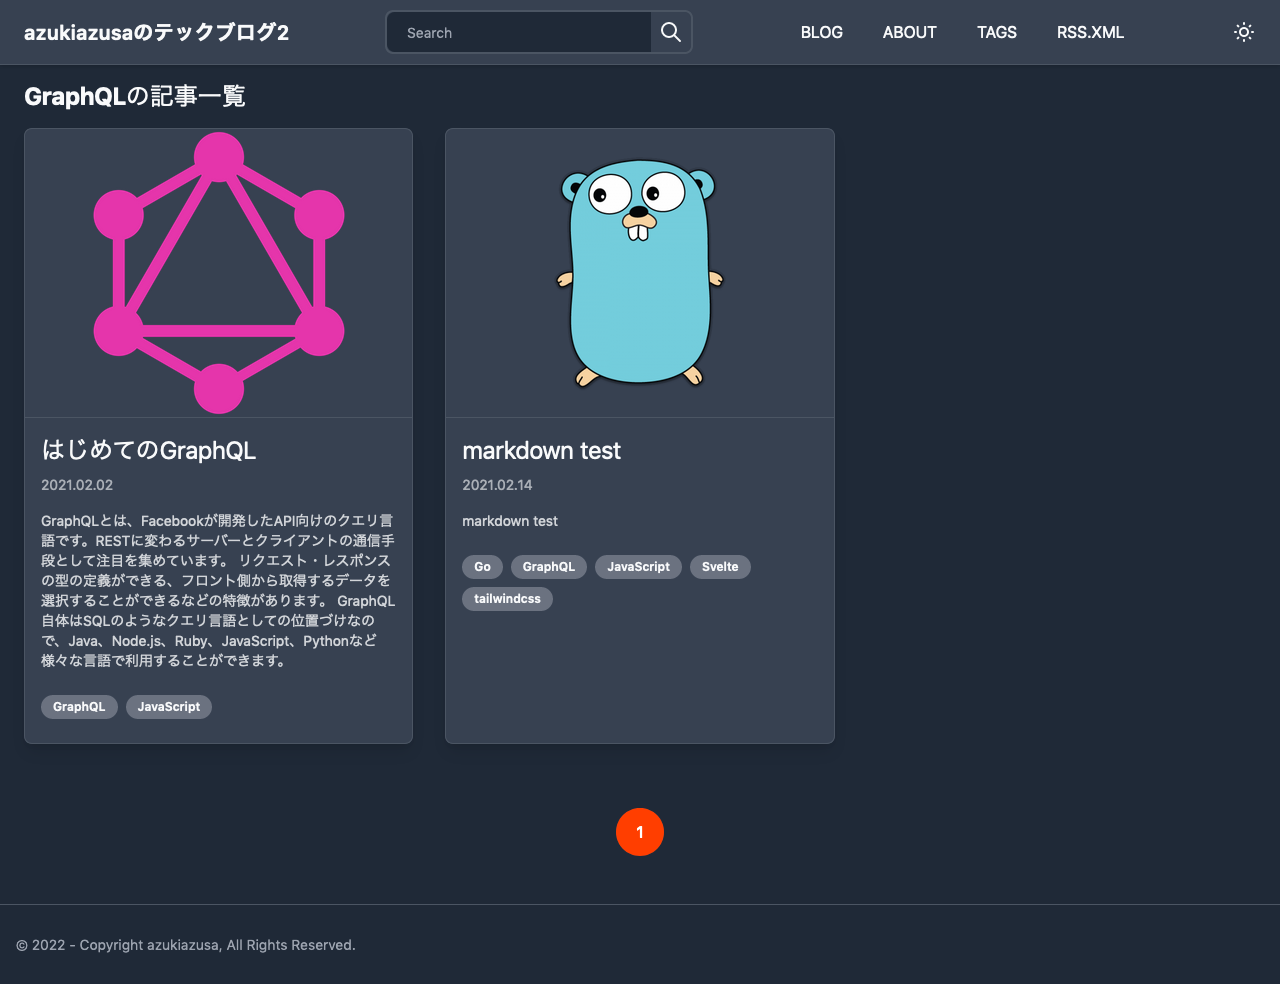 azukiazusaのテックブログ2
Search
BLOG
ABOUT
TAGS
RSS.XML
GraphQLの記事一覧
はじめてのGraphQL
2021.02.02
GraphQLとは、Facebookが開発したAPI向けのクエリ言
語です。RESTに変わるサーバーとクライアントの通信手
段として注目を集めています。 リクエスト・レスポンス
の型の定義ができる、フロント側から取得するデータを
選択することができるなどの特徴があります。 GraphQL
自体はSQLのようなクエリ言語としての位置づけなの
で、Java、Node.js、Ruby、JavaScript、Pythonなど
様々な言語で利用することができます。
GraphQL
JavaScript
markdown test
2021.02.14
markdown test
Go
GraphQL
JavaScript
Svelte
tailwindcss
1
© 2022 - Copyright azukiazusa, All Rights Reserved.